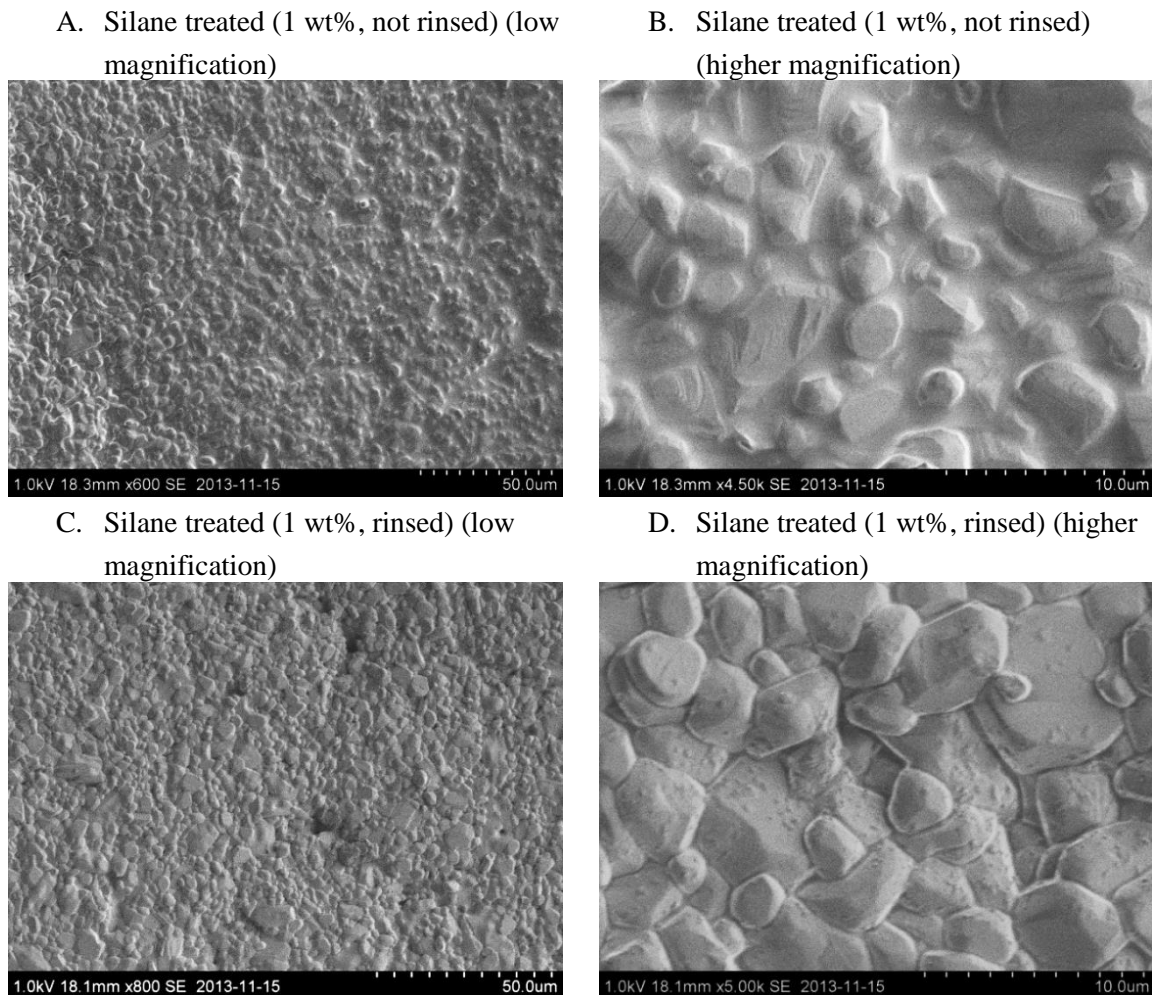 A. Silane treated (1 wt%, not rinsed) (low
magnification)
B. Silane treated (1 wt%, not rinsed)
(higher magnification)
1.0kV 18.3mm x600 SE 2013-11-15 50.0um
1.0kV 18.3mm x4.50k SE 2013-11-15 10.0um
C. Silane treated (1 wt%, rinsed) (low
magnification)
D. Silane treated (1 wt%, rinsed) (higher
magnification)
1.0kV 18.1mm x800 SE 2013-11-15 50.0um
1.0kV 18.1mm x5.00k SE 2013-11-15 10.0um